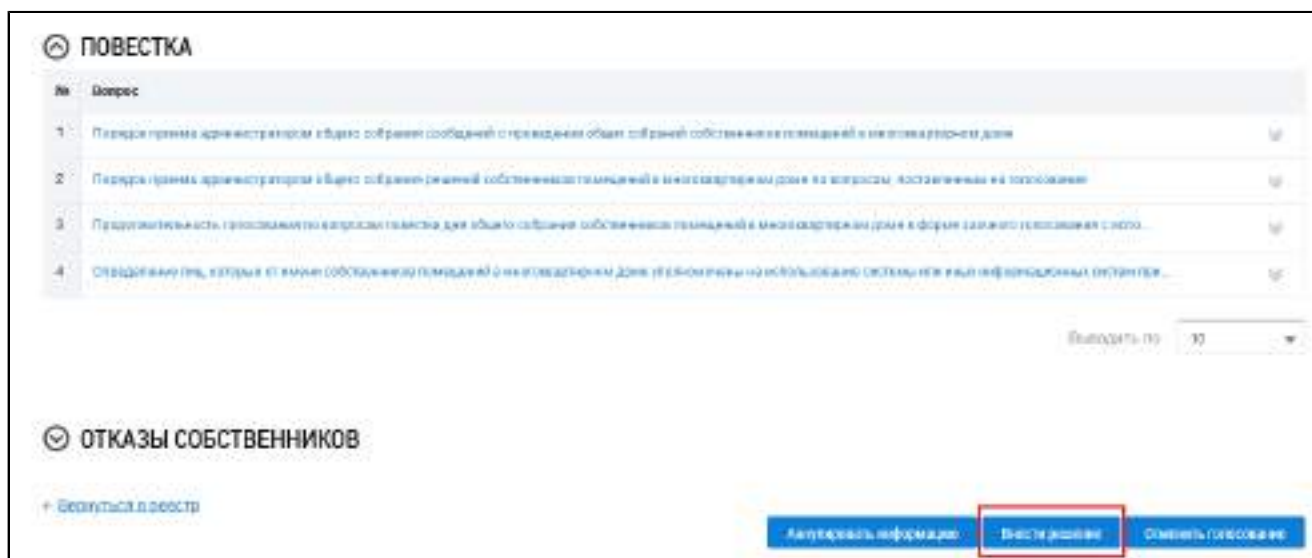 ПОВЕСТКА
№ Вопрос
1 Порядок приема администратором общего собрания сообщений о проведении общих собраний собственников помещений в многоквартирном доме
2 Порядок приема администратором общего собрания решений собственников помещений в многоквартирном доме по вопросам, поставленным на голосование
3 Продолжительность голосования по вопросам повестки дня общего собрания собственников помещений в многоквартирном доме в форме заочного голосования с испо...
4 Определение лиц, которые от имени собственников помещений в многоквартирном доме уполномочены на использование системы или иных информационных систем при...
Выводить по 10
ОТКАЗЫ СОБСТВЕННИКОВ
← Вернуться в реестр
Аннулировать информацию Внести решение Отменить голосование